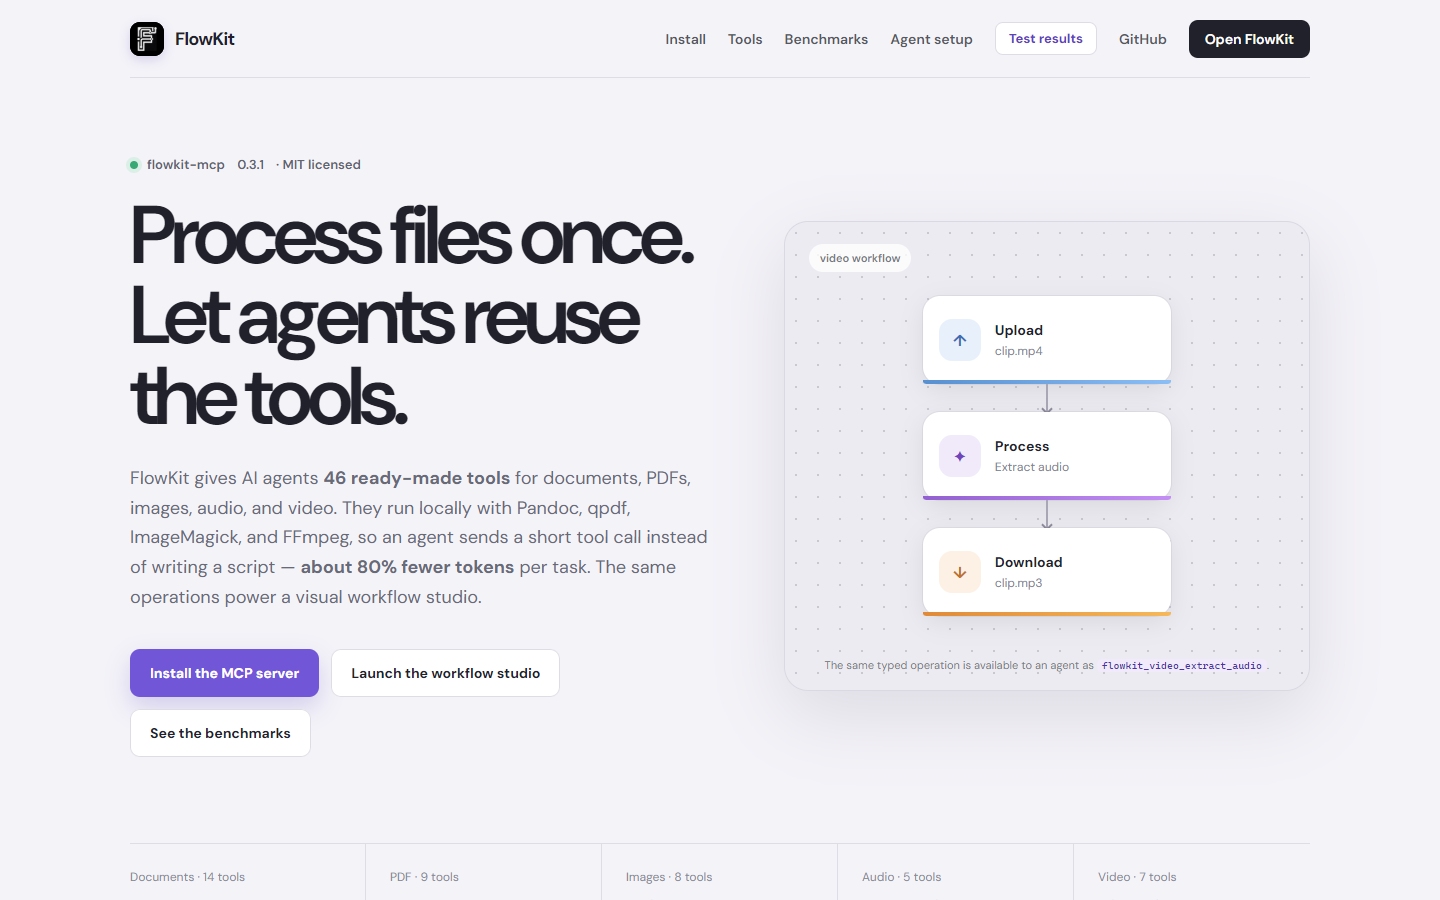 FlowKit
Install
Tools
Benchmarks
Agent setup
Test results
GitHub
Open FlowKit
flowkit-mcp 0.3.1 · MIT licensed
Process files once.
Let agents reuse
the tools.
FlowKit gives AI agents 46 ready-made tools for documents, PDFs,
images, audio, and video. They run locally with Pandoc, qpdf,
ImageMagick, and FFmpeg, so an agent sends a short tool call instead
of writing a script — about 80% fewer tokens per task. The same
operations power a visual workflow studio.
Install the MCP server
Launch the workflow studio
See the benchmarks
video workflow
Upload
clip.mp4
Process
Extract audio
Download
clip.mp3
The same typed operation is available to an agent as flowkit_video_extract_audio .
Documents · 14 tools
PDF · 9 tools
Images · 8 tools
Audio · 5 tools
Video · 7 tools